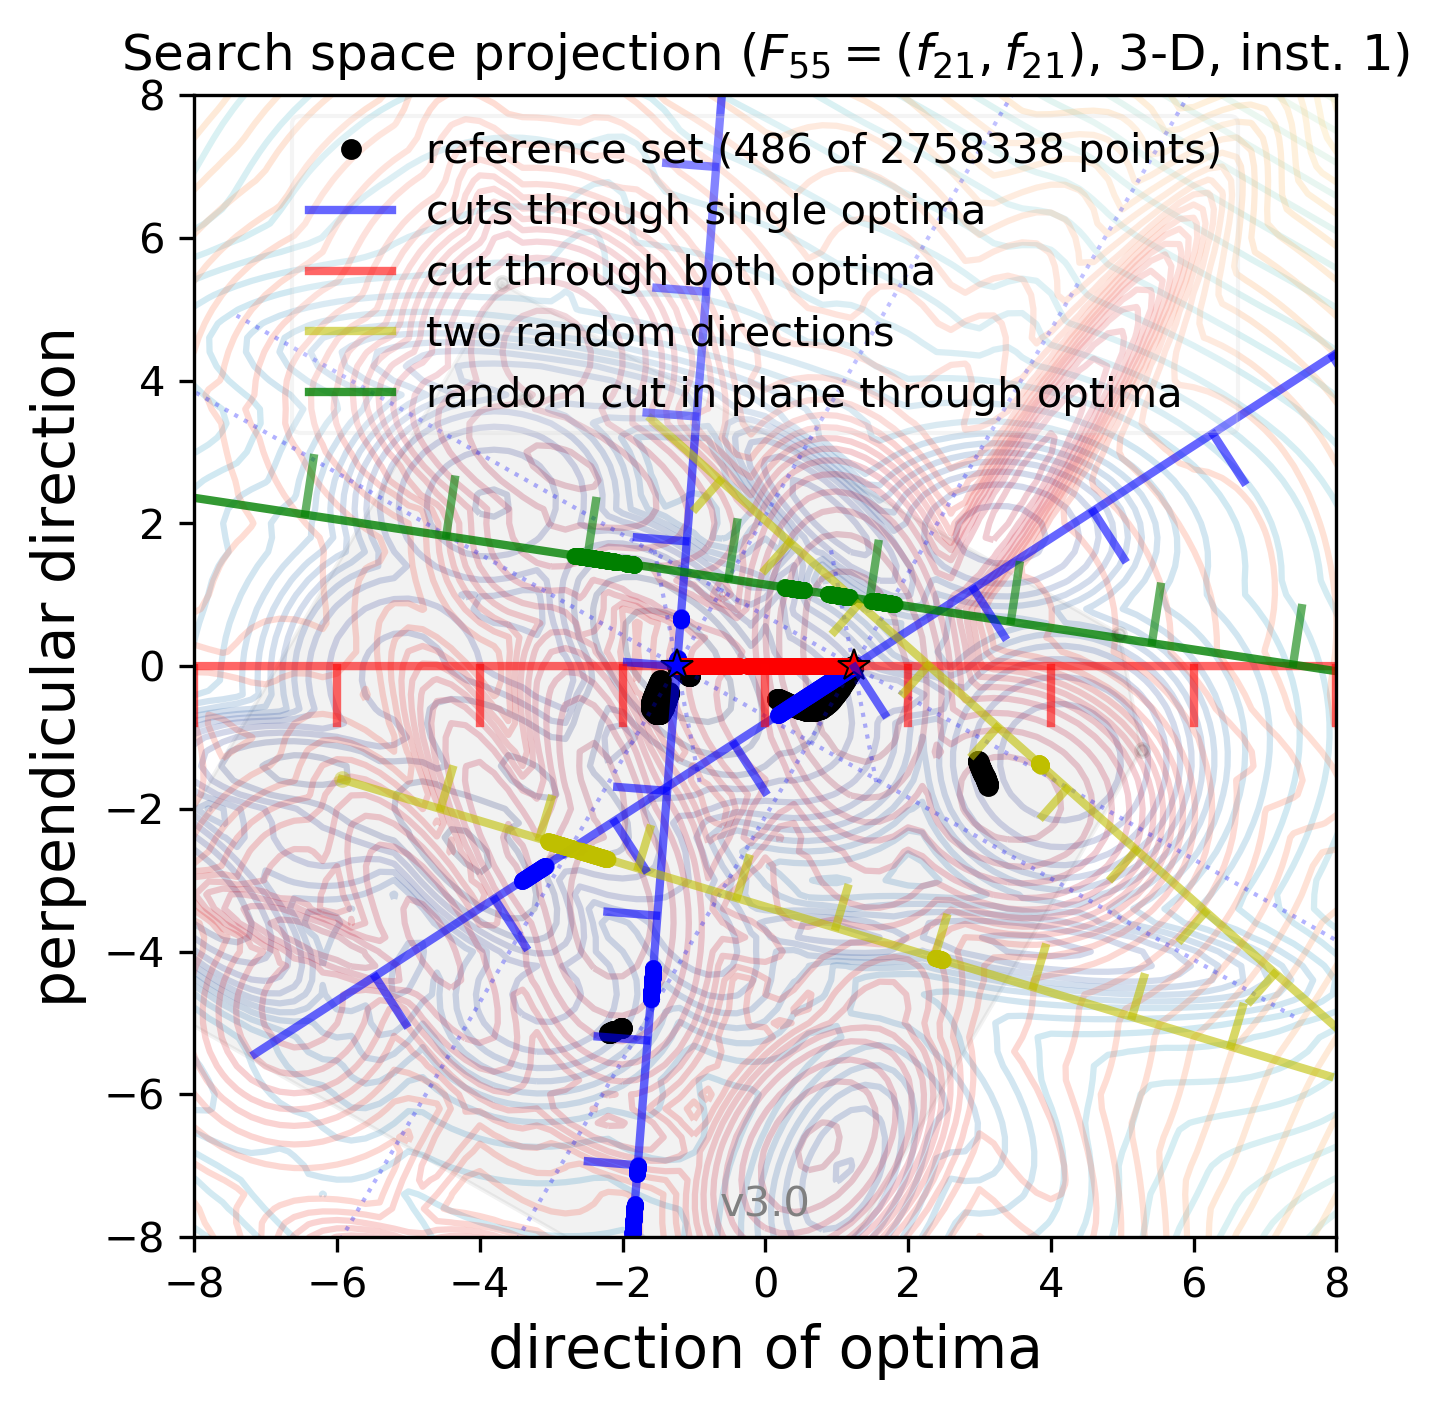 Search space projection (F₅₅ = (f₂₁, f₂₁), 3-D, inst. 1)
reference set (486 of 2758338 points)
cuts through single optima
cut through both optima
two random directions
random cut in plane through optima
8
6
4
2
0
−2
−4
−6
−8
perpendicular direction
v3.0
−8 −6 −4 −2 0 2 4 6 8
direction of optima